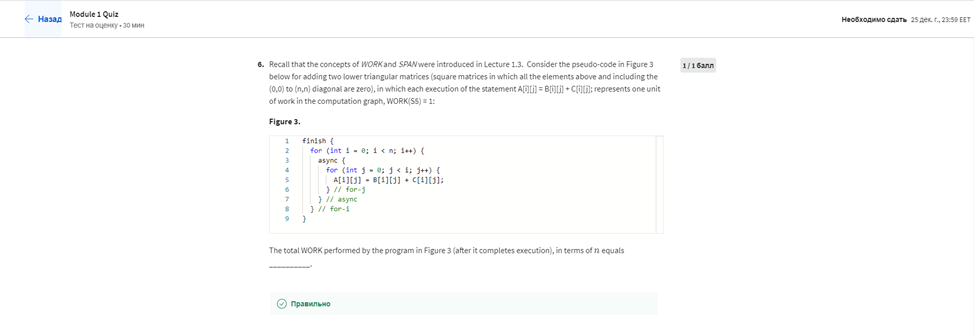 Назад
Module 1 Quiz
Тест на оценку • 30 мин
Необходимо сдать 25 дек. г., 23:59 EET
6. Recall that the concepts of WORK and SPAN were introduced in Lecture 1.3. Consider the pseudo-code in Figure 3
below for adding two lower triangular matrices (square matrices in which all the elements above and including the
(0,0) to (n,n) diagonal are zero), in which each execution of the statement A[i][j] = B[i][j] + C[i][j]; represents one unit
of work in the computation graph, WORK(S5) = 1:
1 / 1 балл
Figure 3.
1 finish {
2 for (int i = 0; i < n; i++) {
3 async {
4 for (int j = 0; j < i; j++) {
5 A[i][j] = B[i][j] + C[i][j];
6 } // for-j
7 } // async
8 } // for-i
9 }
The total WORK performed by the program in Figure 3 (after it completes execution), in terms of n equals
__________.
Правильно